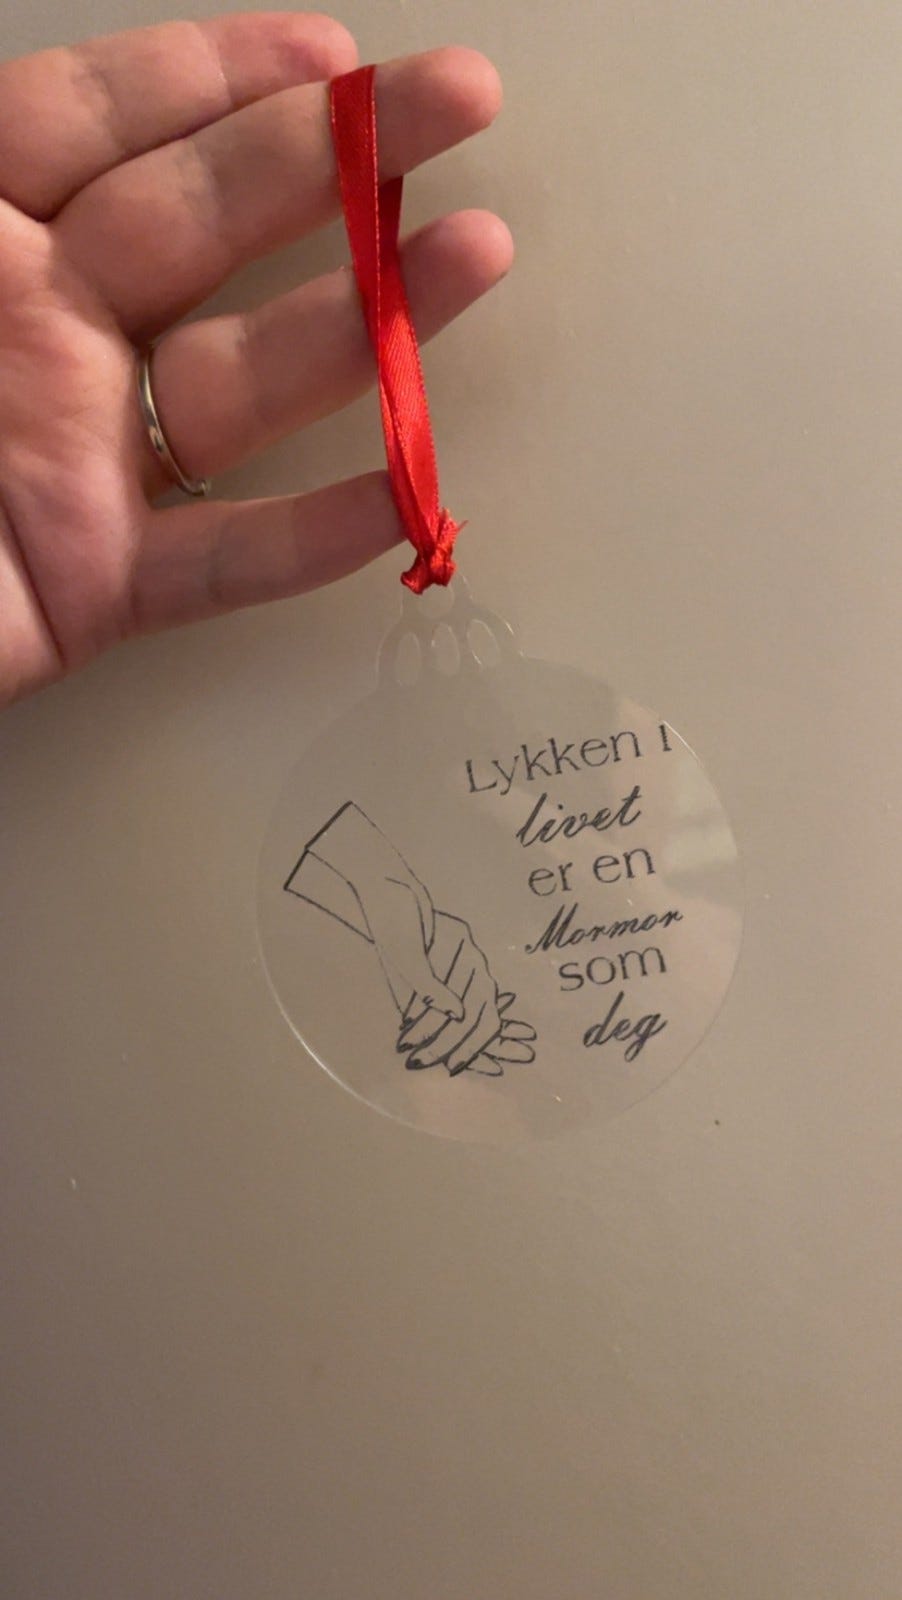 Lykken i
livet
er en
Mormor
som
deg